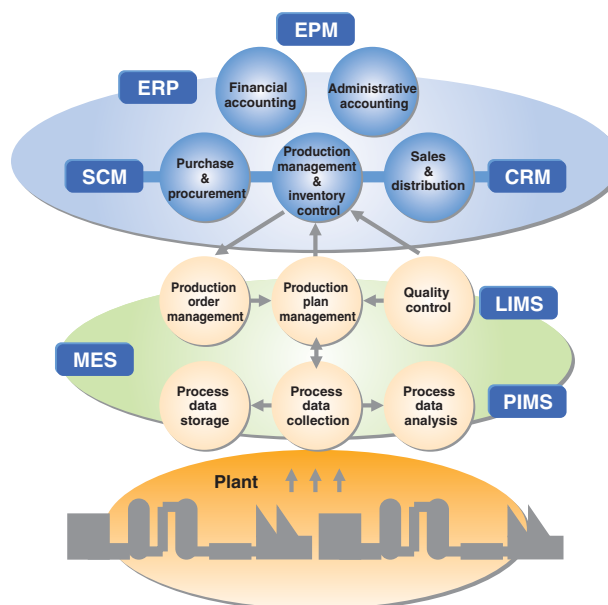 EPM
ERP
Financial
accounting
Administrative
accounting
SCM
Purchase
&
procurement
Production
management
&
inventory
control
Sales
&
distribution
CRM
Production
order
management
Production
plan
management
Quality
control
LIMS
MES
Process
data
storage
Process
data
collection
Process
data
analysis
PIMS
Plant